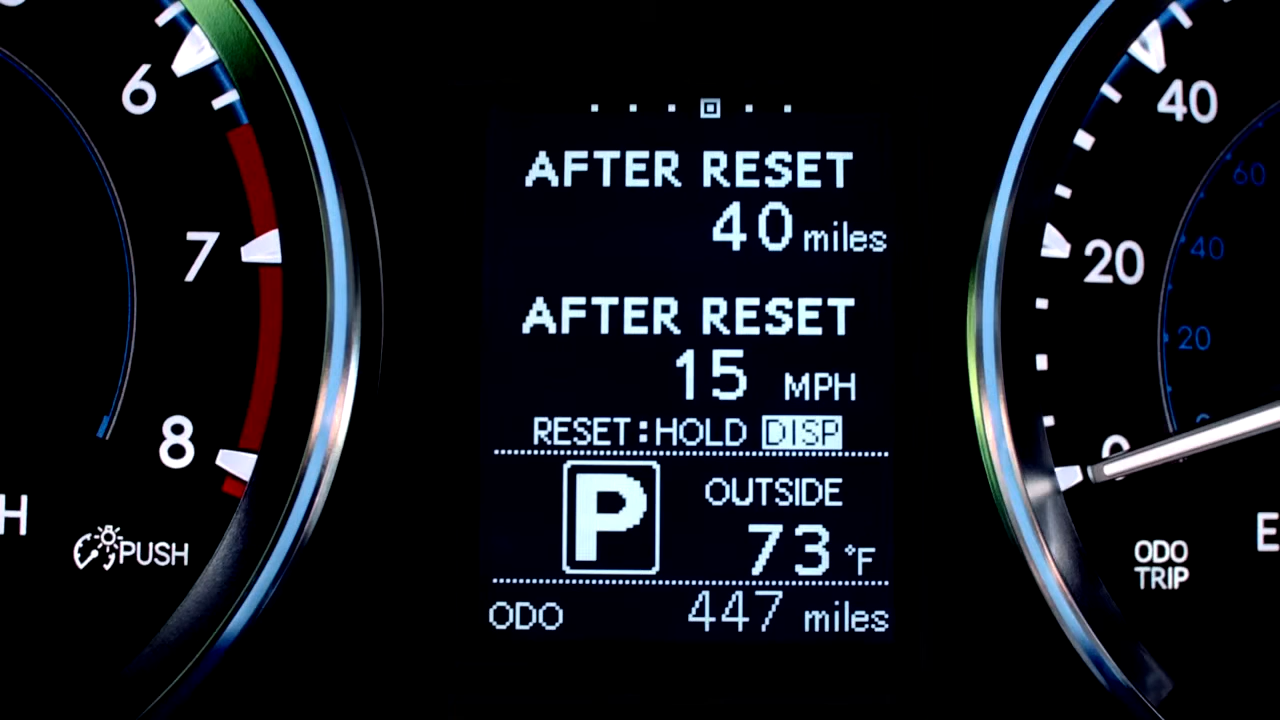 6
7
8
H
PUSH
AFTER RESET
40 miles
AFTER RESET
15 MPH
RESET:HOLD DISP
P
OUTSIDE
73 °F
ODO 447 miles
40
20
0
60
40
20
0
ODO
TRIP
E